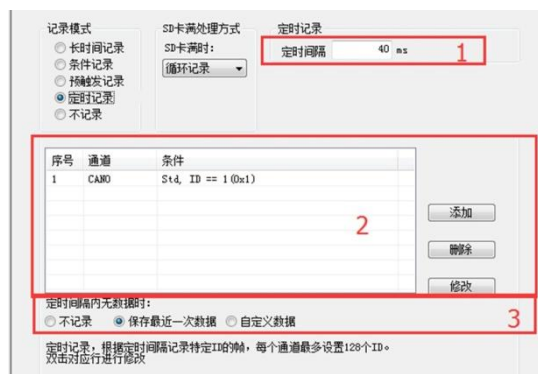 记录模式
长时间记录
条件记录
预触发记录
定时记录
不记录
SD卡满处理方式
SD卡满时:
循环记录
定时记录
定时间隔 40 ms
1
序号 通道 条件
1 CAN0 Std, ID == 1(0x1)
2
添加
删除
修改
定时间隔内无数据时:
不记录 保存最近一次数据 自定义数据
3
定时记录，根据定时间隔记录特定ID的帧，每个通道最多设置128个ID。
双击对应行进行修改